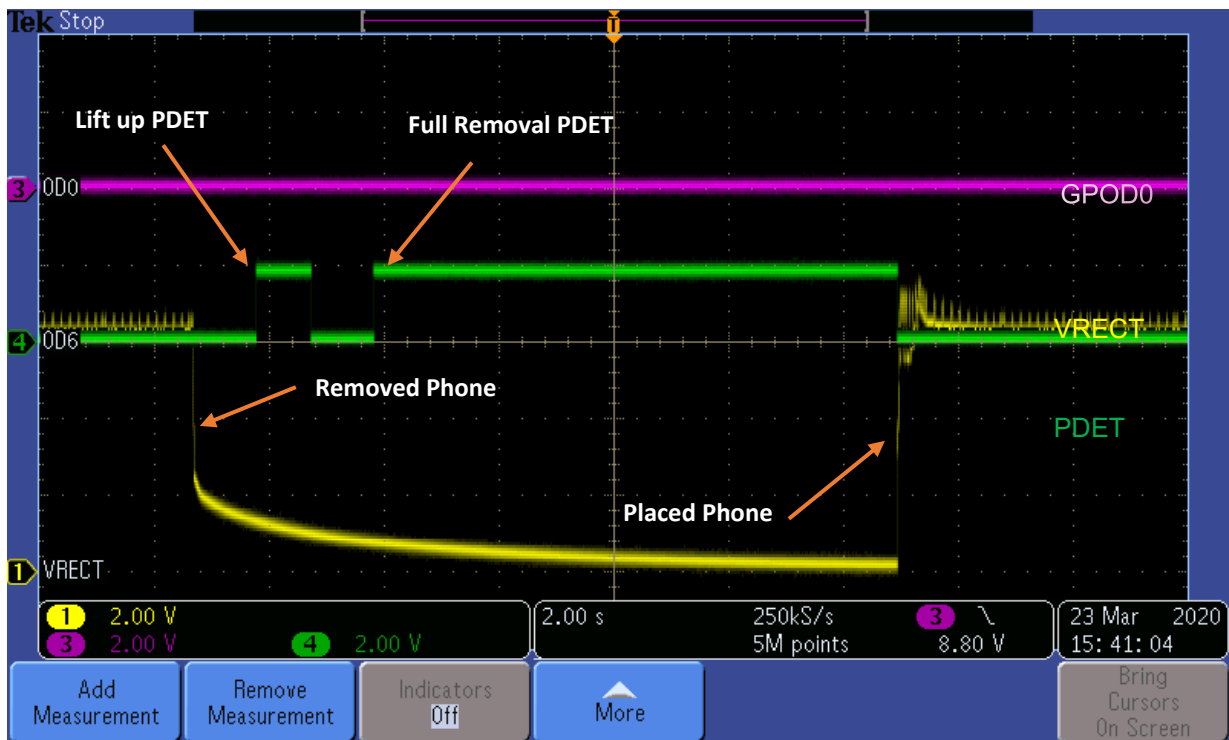 Tek Stop
T
Lift up PDET
Full Removal PDET
3 OD0
GPOD0
4 OD6
VRECT
Removed Phone
PDET
Placed Phone
1 VRECT
1 2.00 V
3 2.00 V 4 2.00 V
2.00 s
250kS/s
5M points
3 \
8.80 V
23 Mar 2020
15:41:04
Add
Measurement
Remove
Measurement
Indicators
Off
More
Bring
Cursors
On Screen